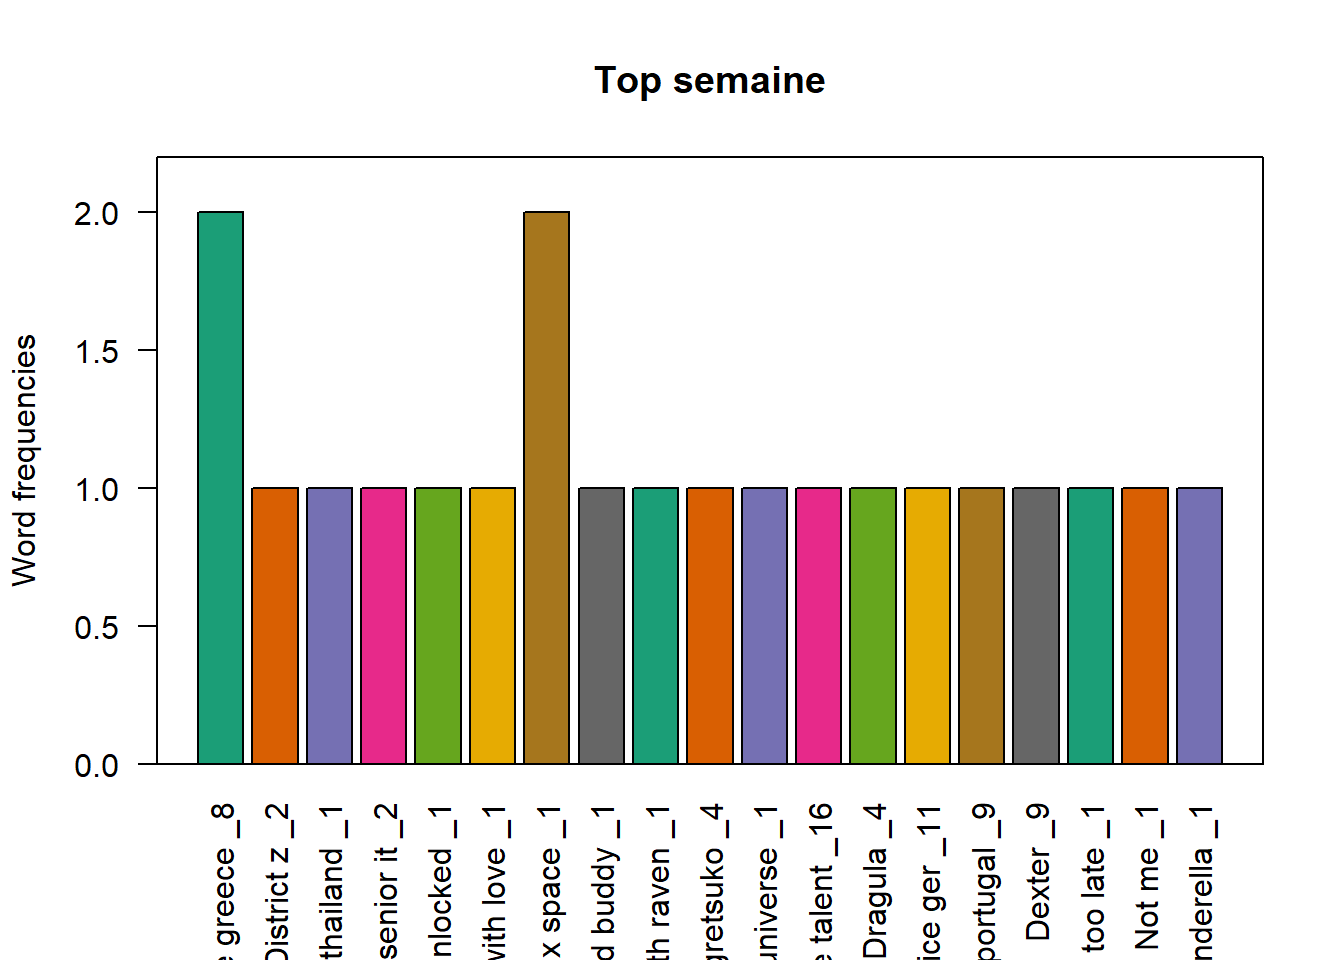 Top semaine
Word frequencies
2.0
1.5
1.0
0.5
0.0
greece _8
District z _2
thailand _1
senior it _2
nlocked _1
with love _1
x space _1
d buddy _1
th raven _1
gretsuko _4
universe _1
e talent _16
Dragula _4
ice ger _11
portugal _9
Dexter _9
too late _1
Not me _1
nderella _1